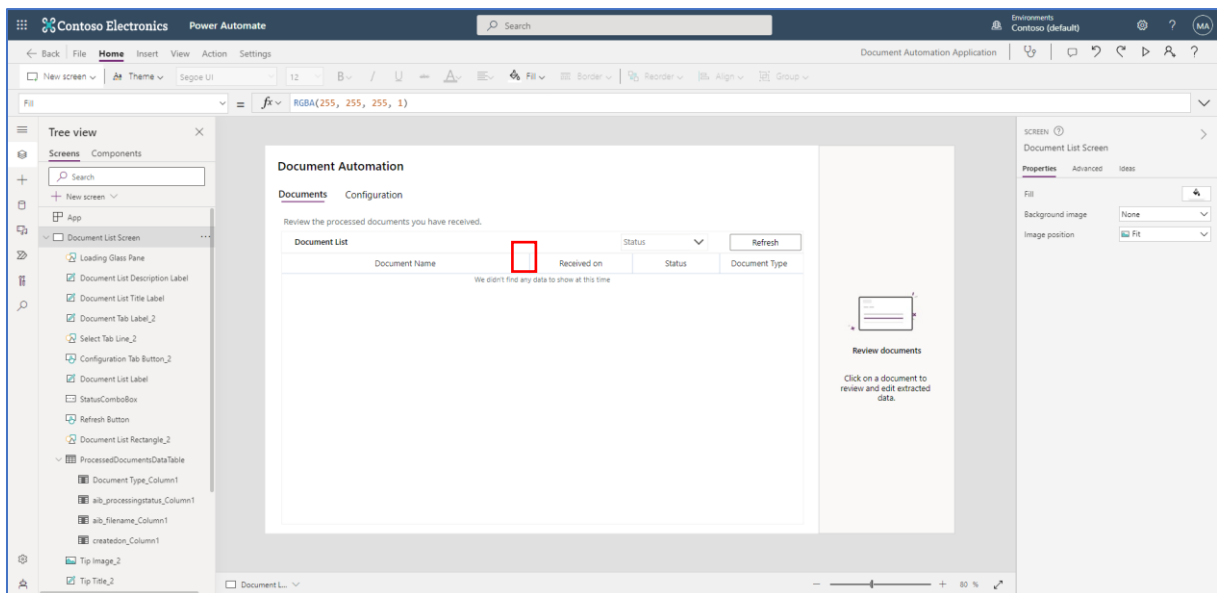 Contoso Electronics Power Automate Search Environments
Contoso (default) ? MA
Back File Home Insert View Action Settings Document Automation Application ?
New screen Theme Segoe UI 12 B / U A Fill Border Reorder Align Group
Fill = fx RGBA(255, 255, 255, 1)
Tree view
Screens Components
Search
New screen
App
Document List Screen ...
Loading Glass Pane
Document List Description Label
Document List Title Label
Document Tab Label_2
Select Tab Line_2
Configuration Tab Button_2
Document List Label
StatusComboBox
Refresh Button
Document List Rectangle_2
ProcessedDocumentsDataTable
Document Type_Column1
aib_processingstatus_Column1
aib_filename_Column1
createdon_Column1
Tip Image_2
Tip Title_2
Document Automation
Documents Configuration
Review the processed documents you have received.
Document List Status Refresh
Document Name Received on Status Document Type
We didn't find any data to show at this time
Review documents
Click on a document to
review and edit extracted
data.
Document L... 80 %
SCREEN ?
Document List Screen
Properties Advanced Ideas
Fill
Background image None
Image position Fit